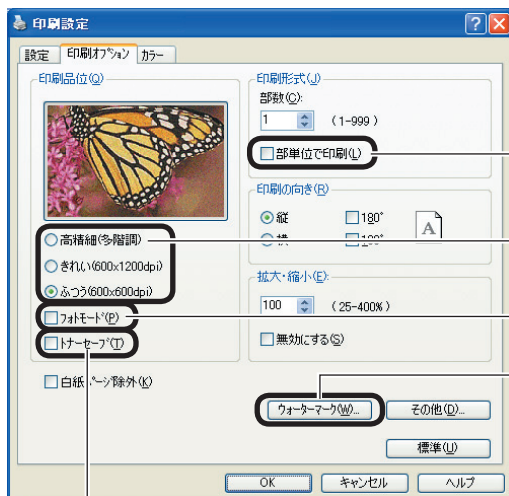 印刷設定
設定 印刷オプション カラー
印刷品位(Q)
高精細(多階調)
きれい(600x1200dpi)
ふつう(600x600dpi)
フォトモード(P)
トナーセーブ(T)
白紙ページ除外(K)
印刷形式(J)
部数(C):
1 (1-999)
部単位で印刷(L)
印刷の向き(R)
縦 180°
横 180°
A
拡大・縮小(E):
100 (25-400%)
無効にする(S)
ウォーターマーク(W)... その他(D)...
標準(U)
OK キャンセル ヘルプ